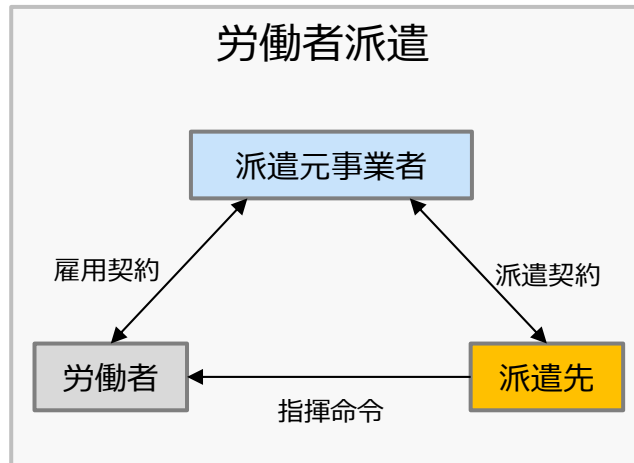 労働者派遣
派遣元事業者
雇用契約
派遣契約
労働者
派遣先
指揮命令